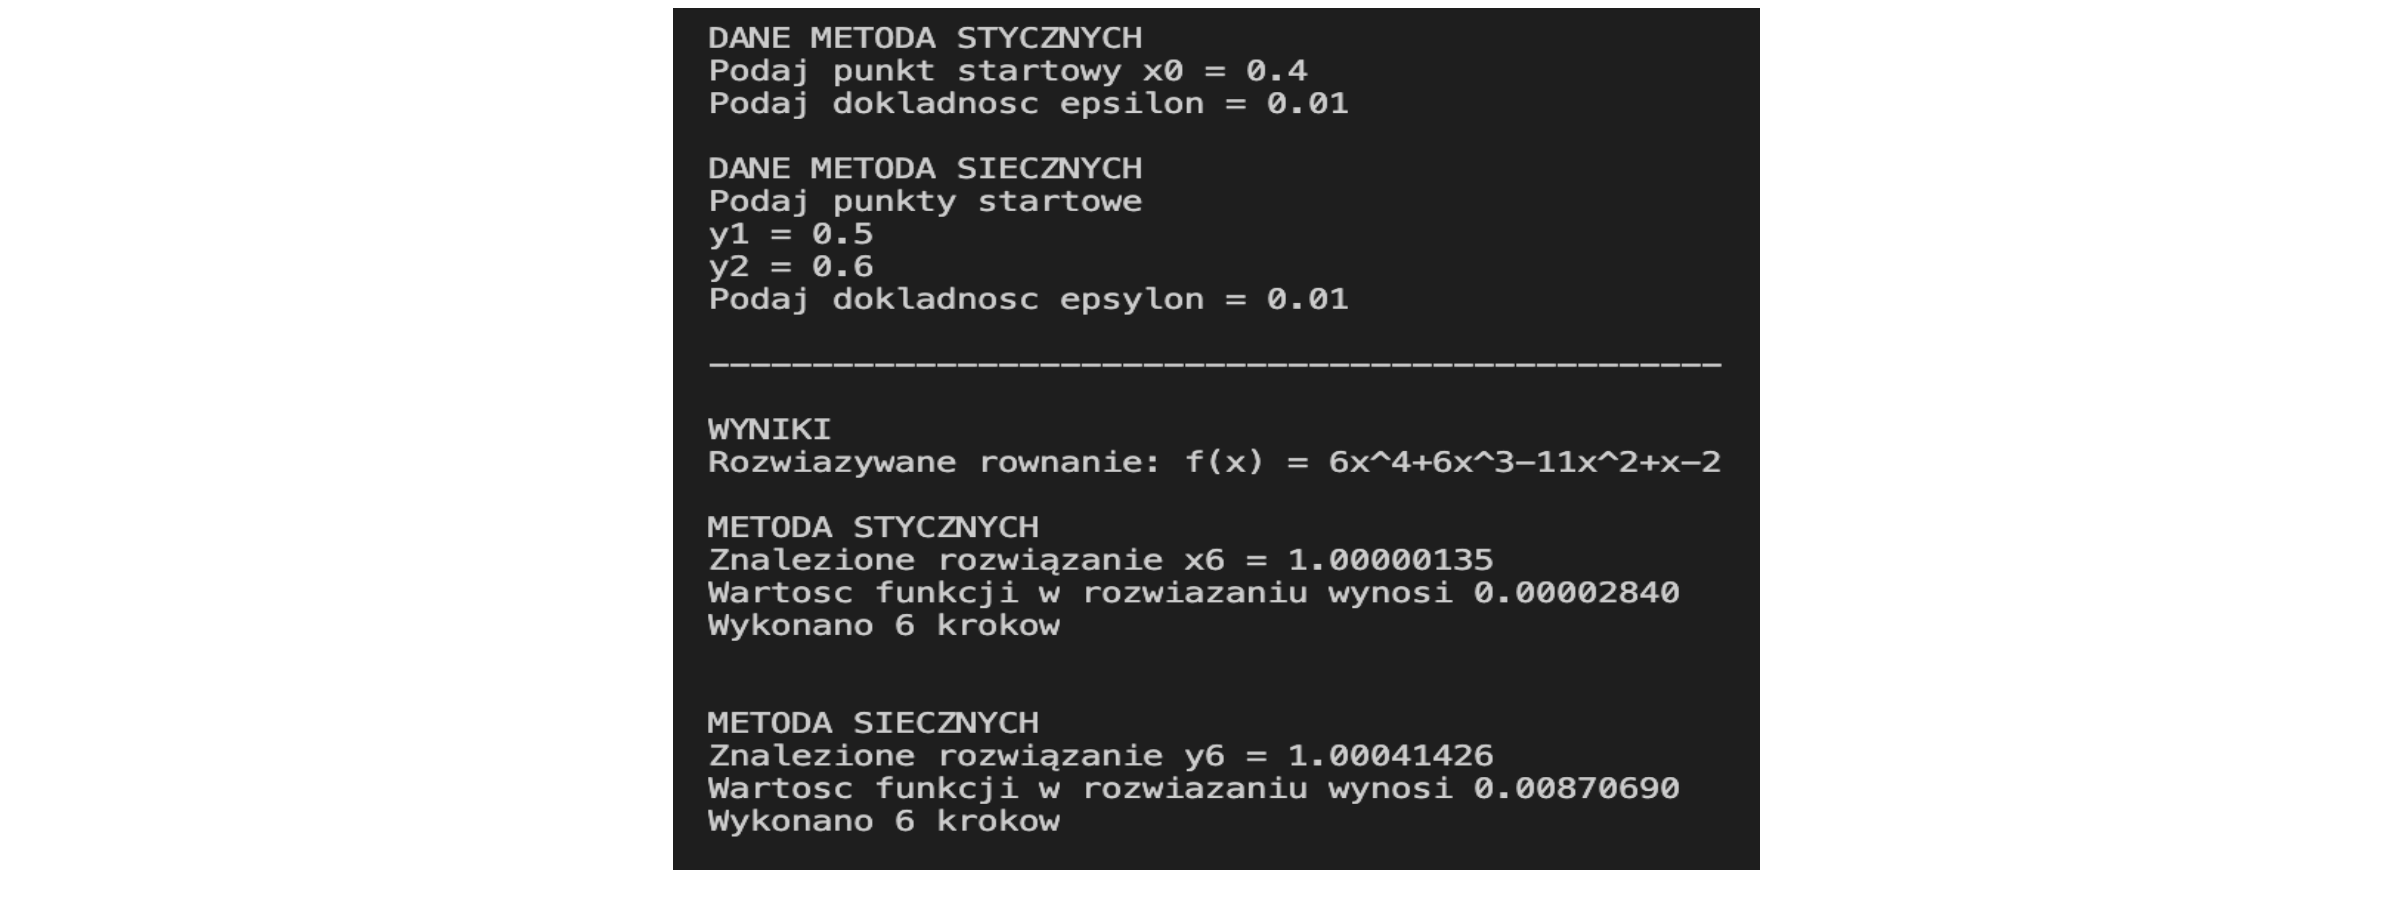 DANE METODA STYCZNYCH
Podaj punkt startowy x0 = 0.4
Podaj dokladnosc epsilon = 0.01
DANE METODA SIECZNYCH
Podaj punkty startowe
y1 = 0.5
y2 = 0.6
Podaj dokladnosc epsylon = 0.01
-------------------------------------------------
WYNIKI
Rozwiazywane rownanie: f(x) = 6x^4+6x^3-11x^2+x-2
METODA STYCZNYCH
Znalezione rozwiązanie x6 = 1.00000135
Wartosc funkcji w rozwiazaniu wynosi 0.00002840
Wykonano 6 krokow
METODA SIECZNYCH
Znalezione rozwiązanie y6 = 1.00041426
Wartosc funkcji w rozwiazaniu wynosi 0.00870690
Wykonano 6 krokow